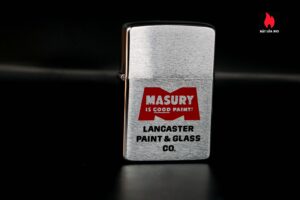 MASURY
IS GOOD PAINT!
LANCASTER
PAINT & GLASS
CO.